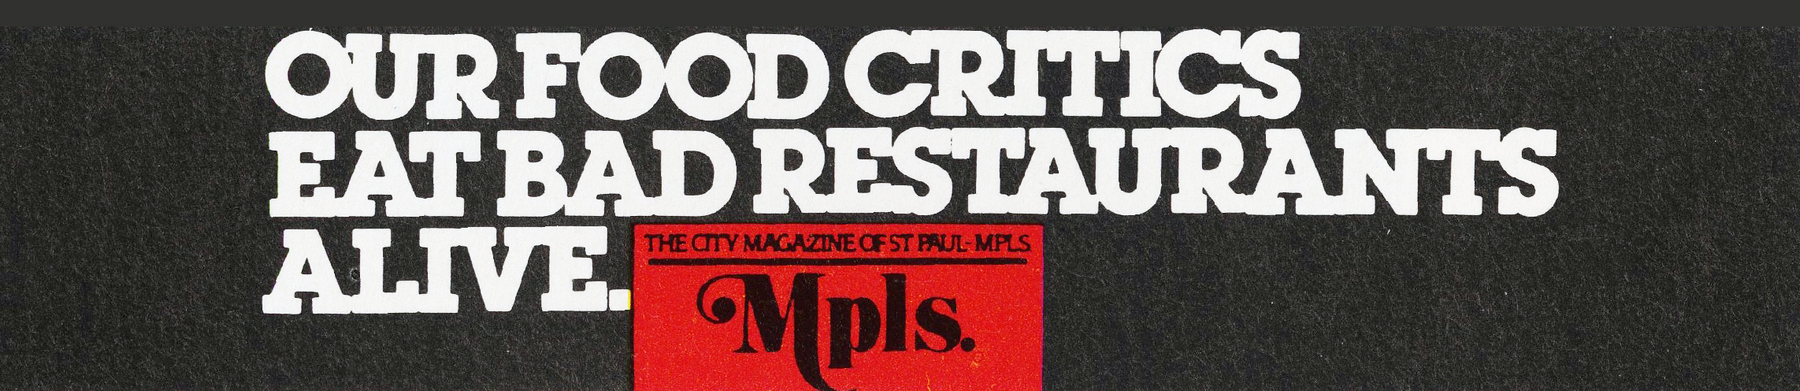 OUR FOOD CRITICS
EAT BAD RESTAURANTS
ALIVE.
THE CITY MAGAZINE OF ST PAUL-MPLS
Mpls.